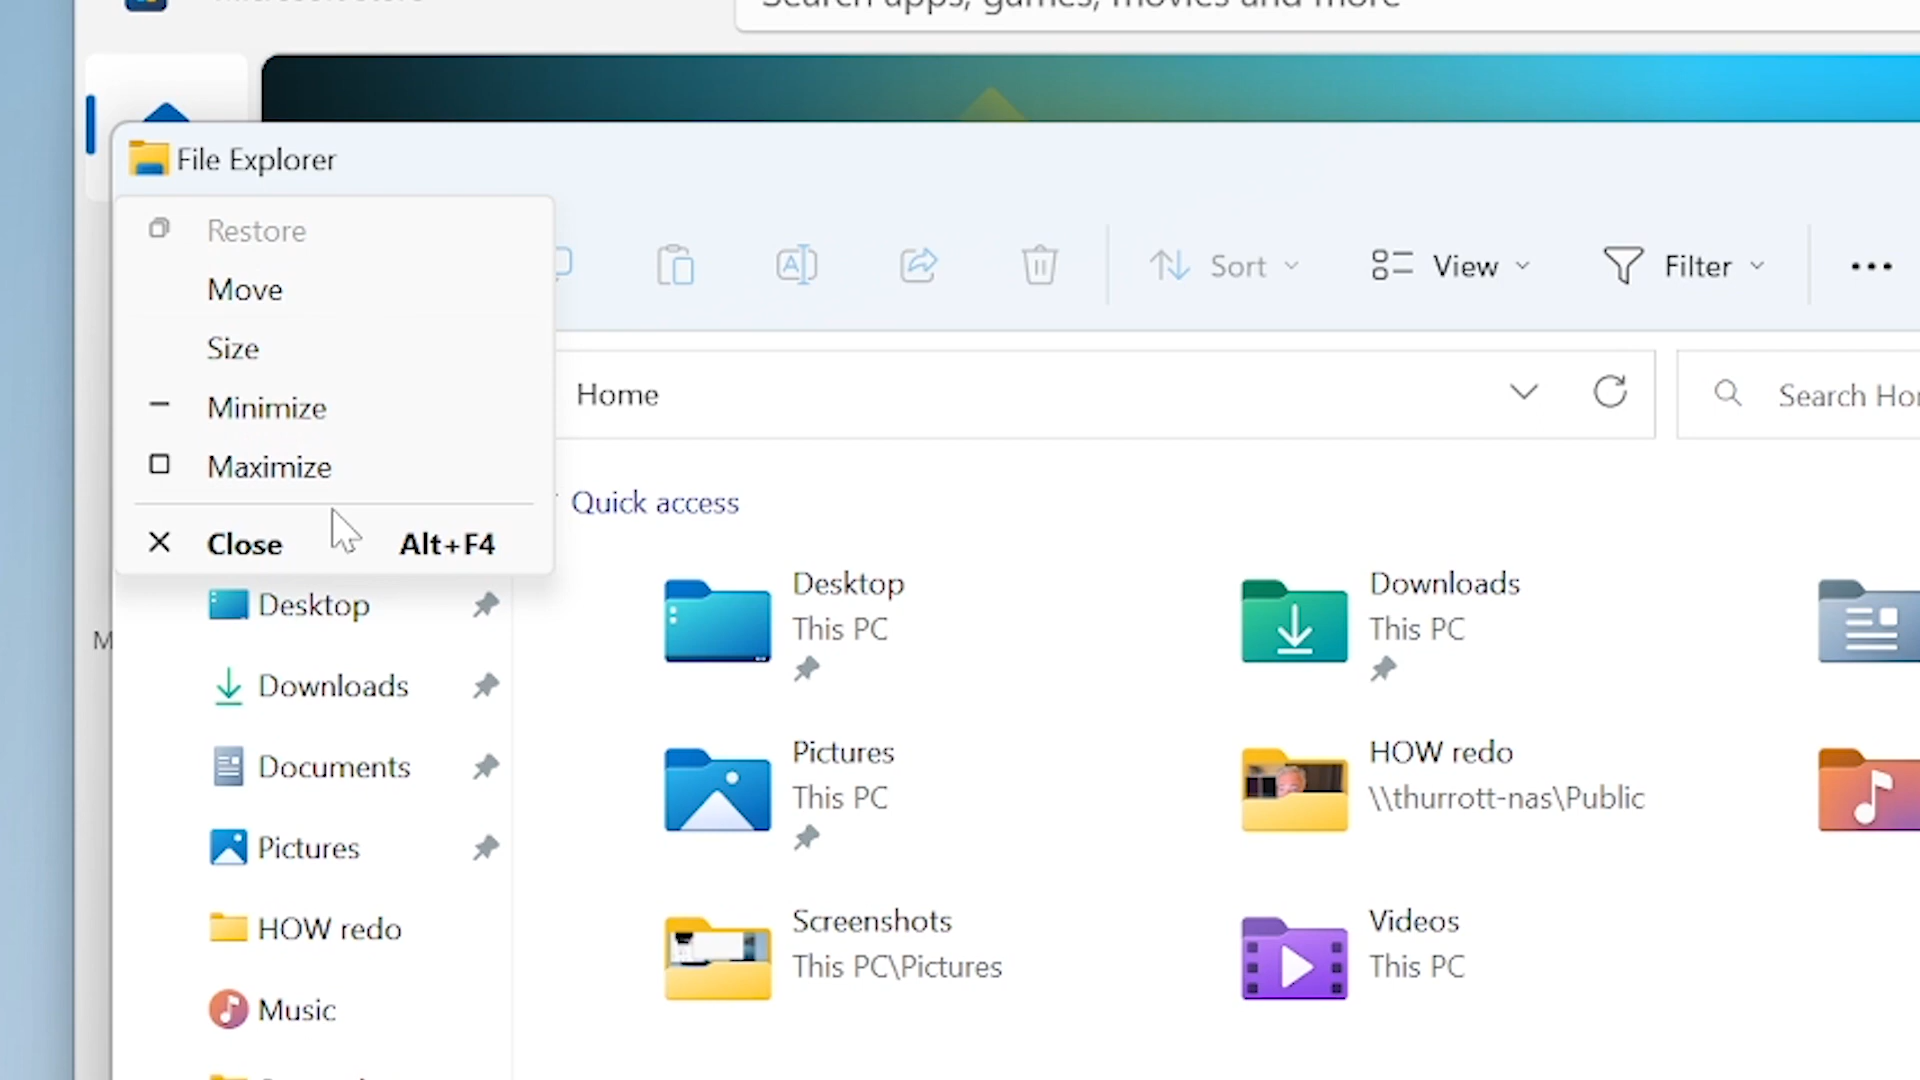 Search apps, games, movies and more
File Explorer
Restore
Move
Size
Minimize
Maximize
Close Alt+F4
Sort
View
Filter
Home
Search Ho
Quick access
Desktop
This PC
Downloads
This PC
Pictures
This PC
HOW redo
\\thurrott-nas\Public
Screenshots
This PC\Pictures
Videos
This PC
M
Desktop
Downloads
Documents
Pictures
HOW redo
Music